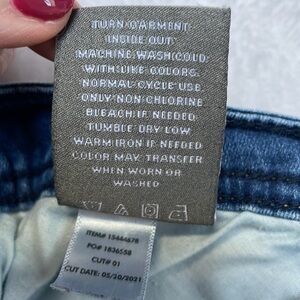 TURN GARMENT
INSIDE OUT
MACHINE WASH COLD
WITH LIKE COLORS
NORMAL CYCLE USE
ONLY NON CHLORINE
BLEACH IF NEEDED
TUMBLE DRY LOW
WARM IRON IF NEEDED
COLOR MAY TRANSFER
WHEN WORN OR
WASHED
ITEM# 15444678
PO# 1836558
CUT# 01
CUT DATE: 05/20/2021